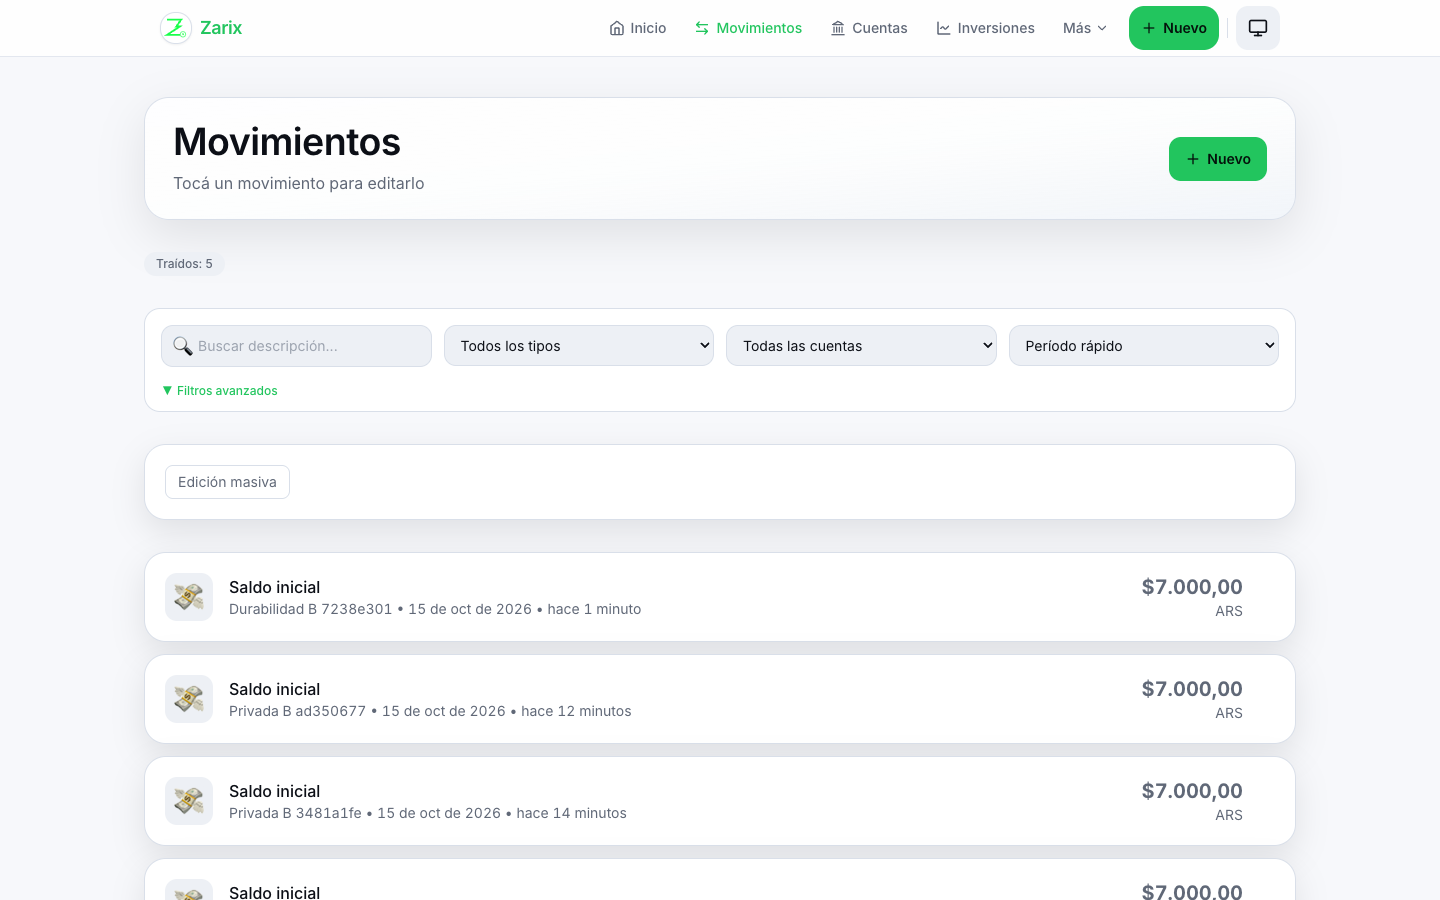 Zarix
Inicio
Movimientos
Cuentas
Inversiones
Más
Nuevo
Movimientos
Tocá un movimiento para editarlo
Nuevo
Traídos: 5
Buscar descripción...
Todos los tipos
Todas las cuentas
Período rápido
▼ Filtros avanzados
Edición masiva
Saldo inicial
$7.000,00
Durabilidad B 7238e301 • 15 de oct de 2026 • hace 1 minuto
ARS
Saldo inicial
$7.000,00
Privada B ad350677 • 15 de oct de 2026 • hace 12 minutos
ARS
Saldo inicial
$7.000,00
Privada B 3481a1fe • 15 de oct de 2026 • hace 14 minutos
ARS
Saldo inicial
$7.000,00